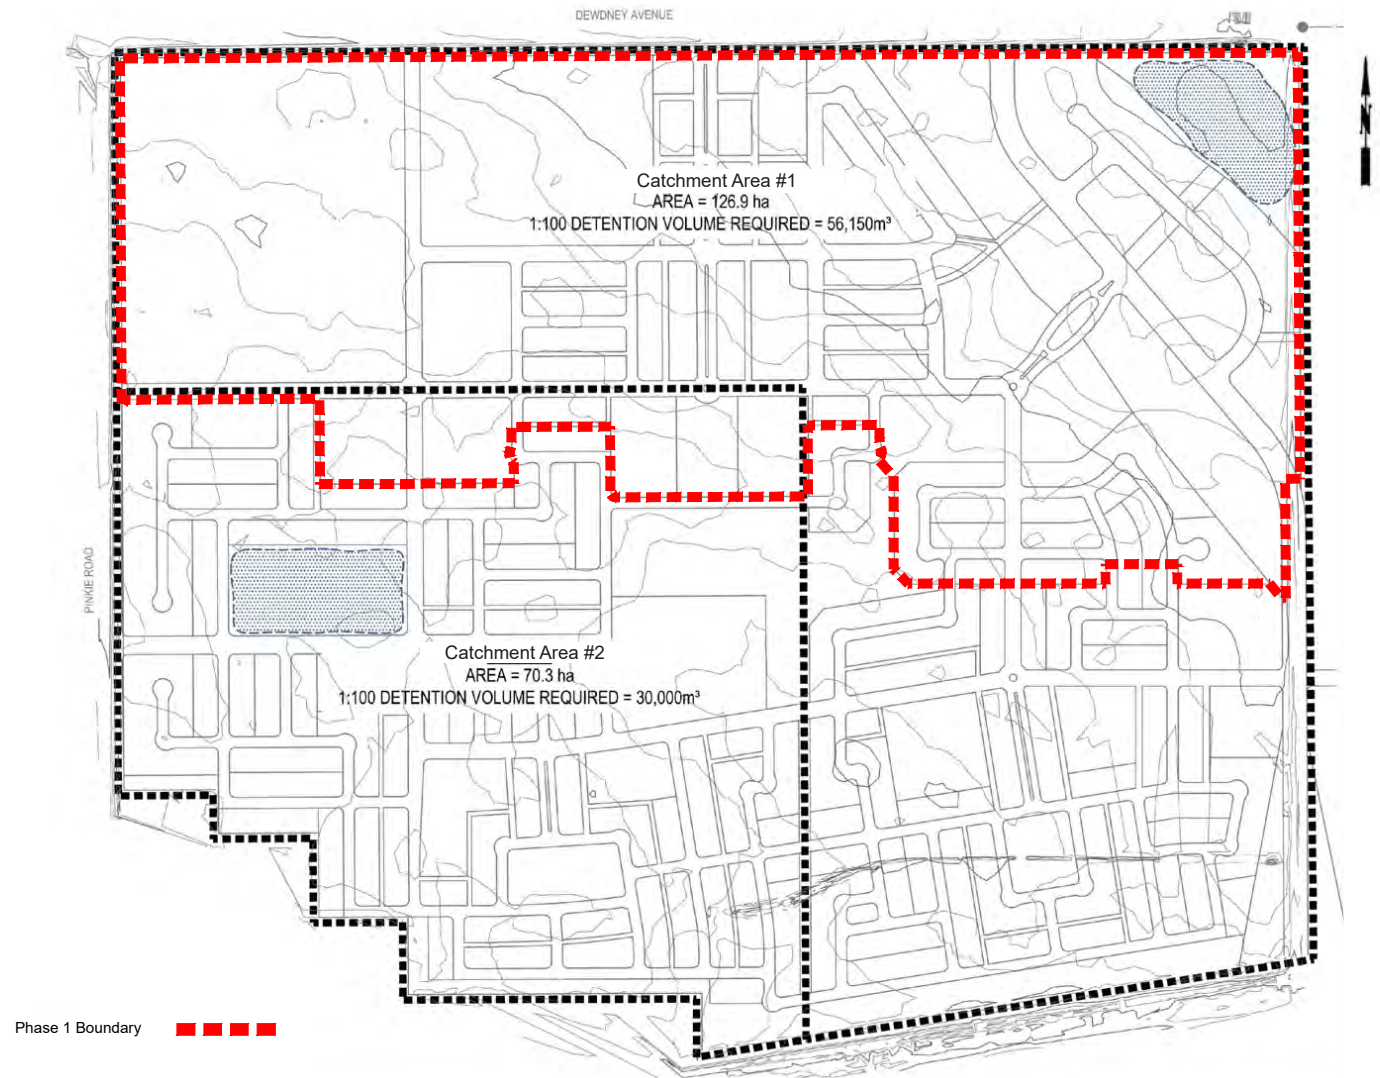 DEWDNEY AVENUE
N
Catchment Area #1
AREA = 126.9 ha
1:100 DETENTION VOLUME REQUIRED = 56,150m³
PINKIE ROAD
Catchment Area #2
AREA = 70.3 ha
1:100 DETENTION VOLUME REQUIRED = 30,000m³
Phase 1 Boundary